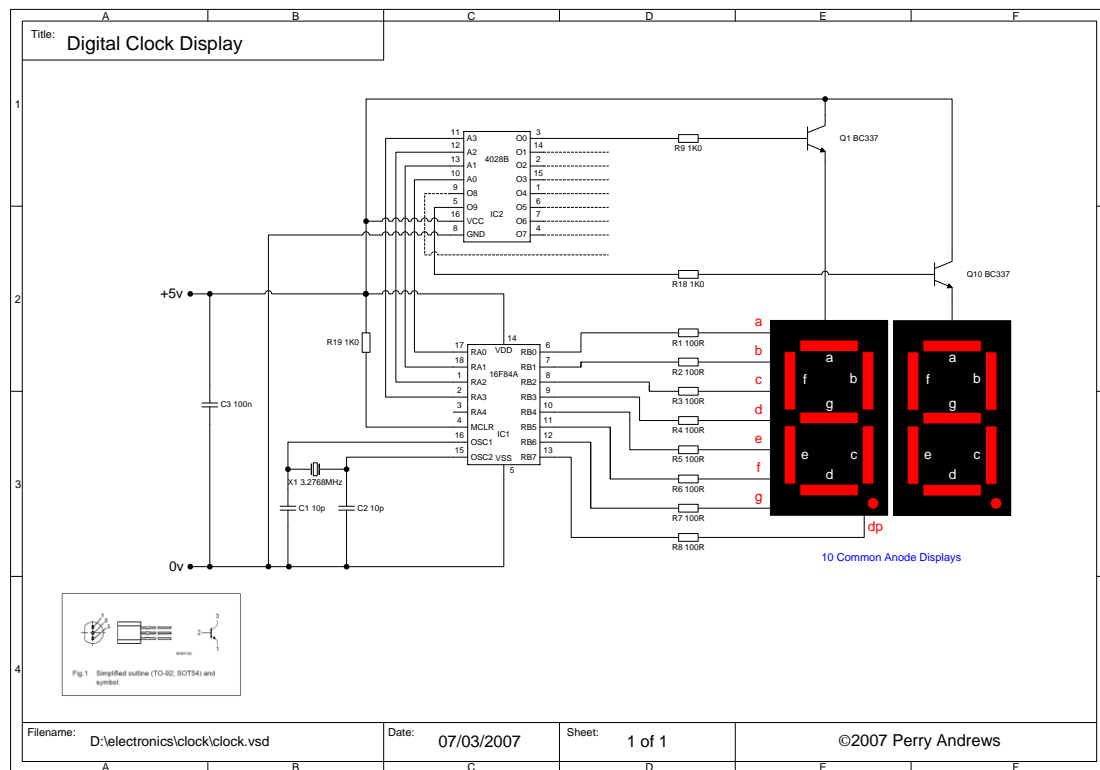 A B C D E F
Title: Digital Clock Display
1
2
3
4
11 A3 O0 3
12 A2 O1 14
13 A1 O2 2
10 A0 O3 15
9 O8 O4 1
5 O9 O5 6
16 VCC O6 7
8 GND O7 4
4028B
IC2
R9 1K0
Q1 BC337
R18 1K0
Q10 BC337
+5v
R19 1K0
C3 100n
0v
14
VDD
17 RA0 RB0 6
18 RA1 RB1 7
1 RA2 RB2 8
2 RA3 RB3 9
3 RA4 RB4 10
4 MCLR RB5 11
16 OSC1 RB6 12
15 OSC2 RB7 13
16F84A
IC1
VSS
5
X1 3.2768MHz
C1 10p
C2 10p
R1 100R
R2 100R
R3 100R
R4 100R
R5 100R
R6 100R
R7 100R
R8 100R
a
b
c
d
e
f
g
dp
a
f b
g
e c
d
a
f b
g
e c
d
10 Common Anode Displays
1
2
3
3
2
1
Fig.1 Simplified outline (TO-92; SOT54) and
symbol.
Filename: D:\electronics\clock\clock.vsd
Date: 07/03/2007
Sheet: 1 of 1
©2007 Perry Andrews
A B C D E F